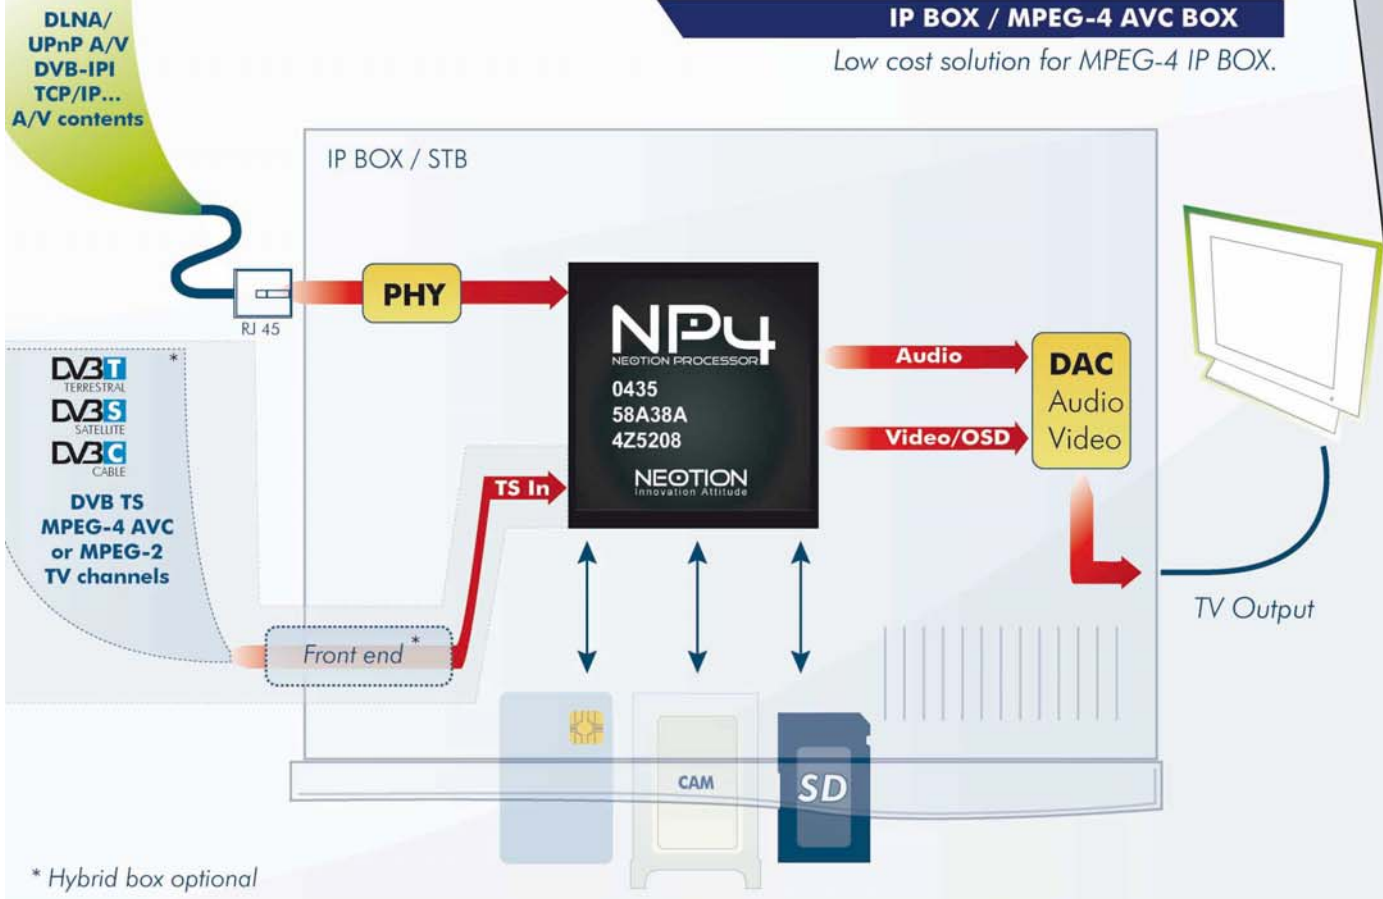 DLNA/
UPnP A/V
DVB-IPI
TCP/IP...
A/V contents
IP BOX / MPEG-4 AVC BOX
Low cost solution for MPEG-4 IP BOX.
IP BOX / STB
RJ 45
PHY
NP4
NEOTION PROCESSOR
0435
58A38A
4Z5208
NEOTION
Innovation Attitude
Audio
Video/OSD
DAC
Audio
Video
TV Output
*
DVB T
TERRESTRAL
DVB S
SATELLITE
DVB C
CABLE
DVB TS
MPEG-4 AVC
or MPEG-2
TV channels
TS In
Front end *
CAM
SD
* Hybrid box optional